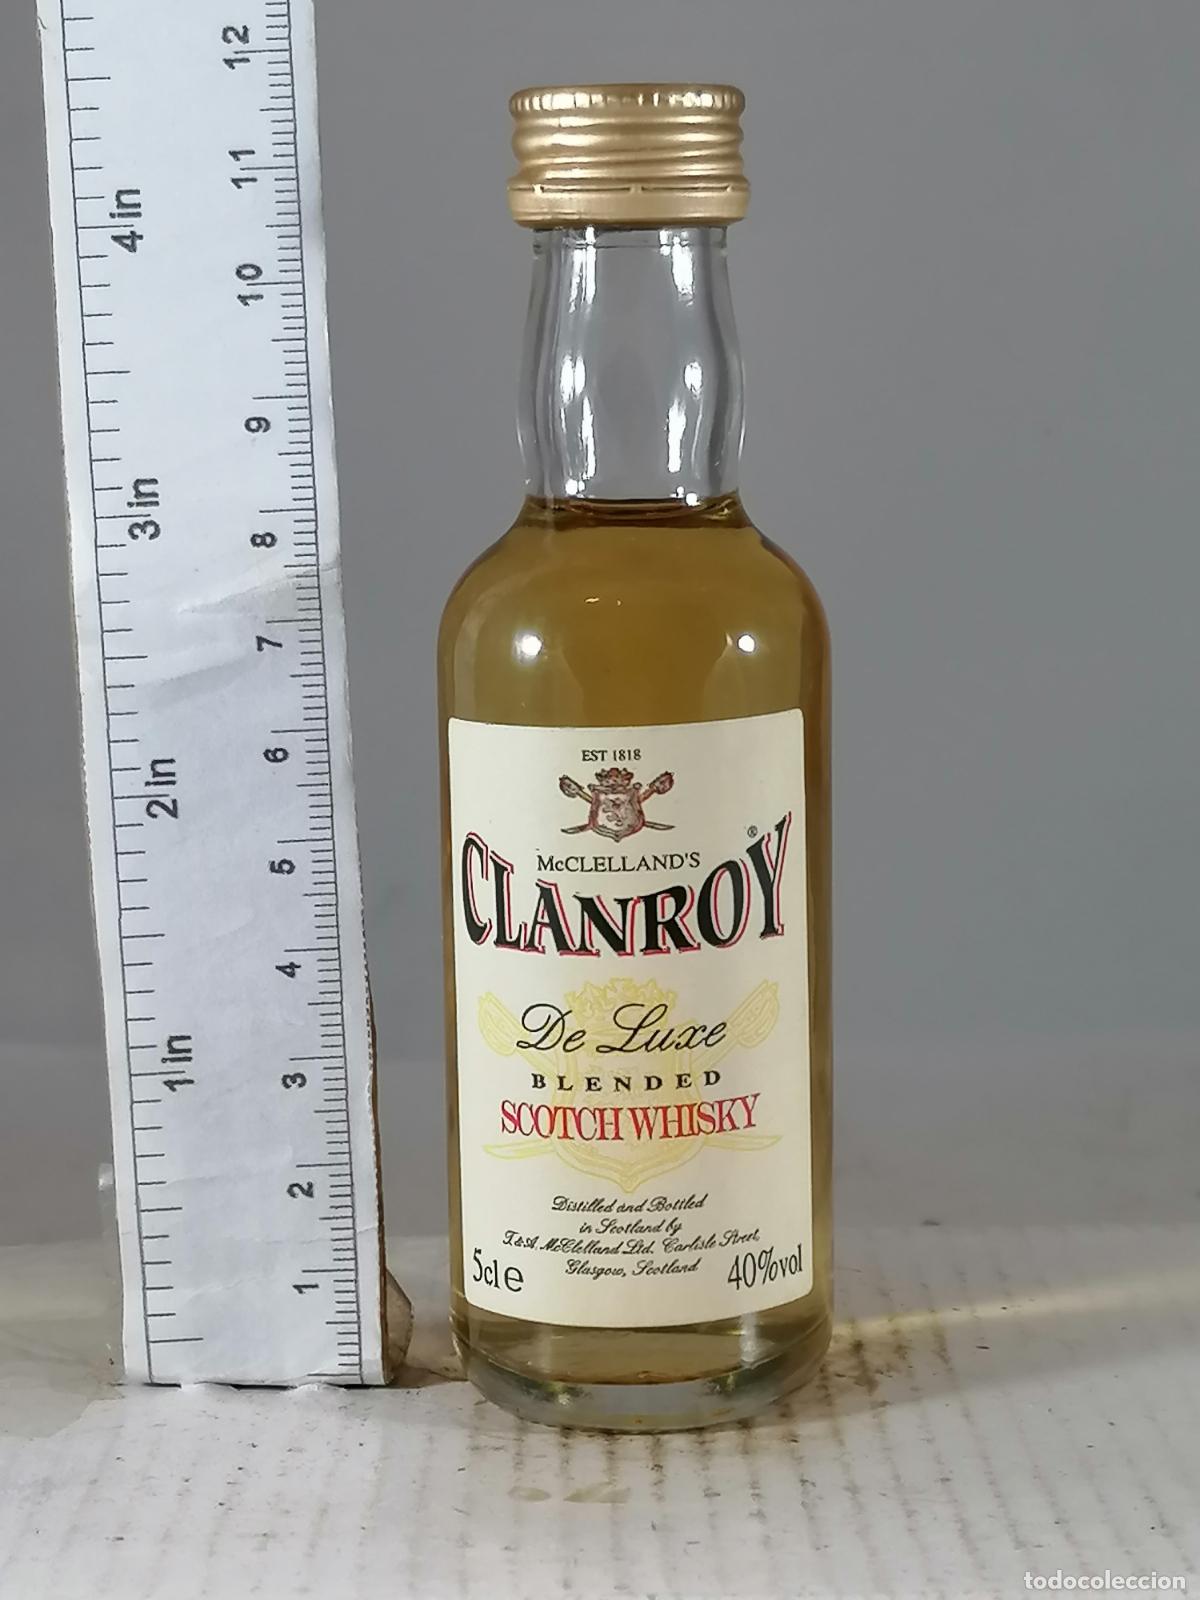 12
11
10
9
8
7
6
5
4
3
2
1
4in
3in
2in
1in
EST 1818
McCLELLAND'S
CLANROY®
De Luxe
BLENDED
SCOTCH WHISKY
Distilled and Bottled
in Scotland by
T.&A. McClelland Ltd. Carlisle Street,
Glasgow, Scotland
5cl e
40%vol
todocoleccion